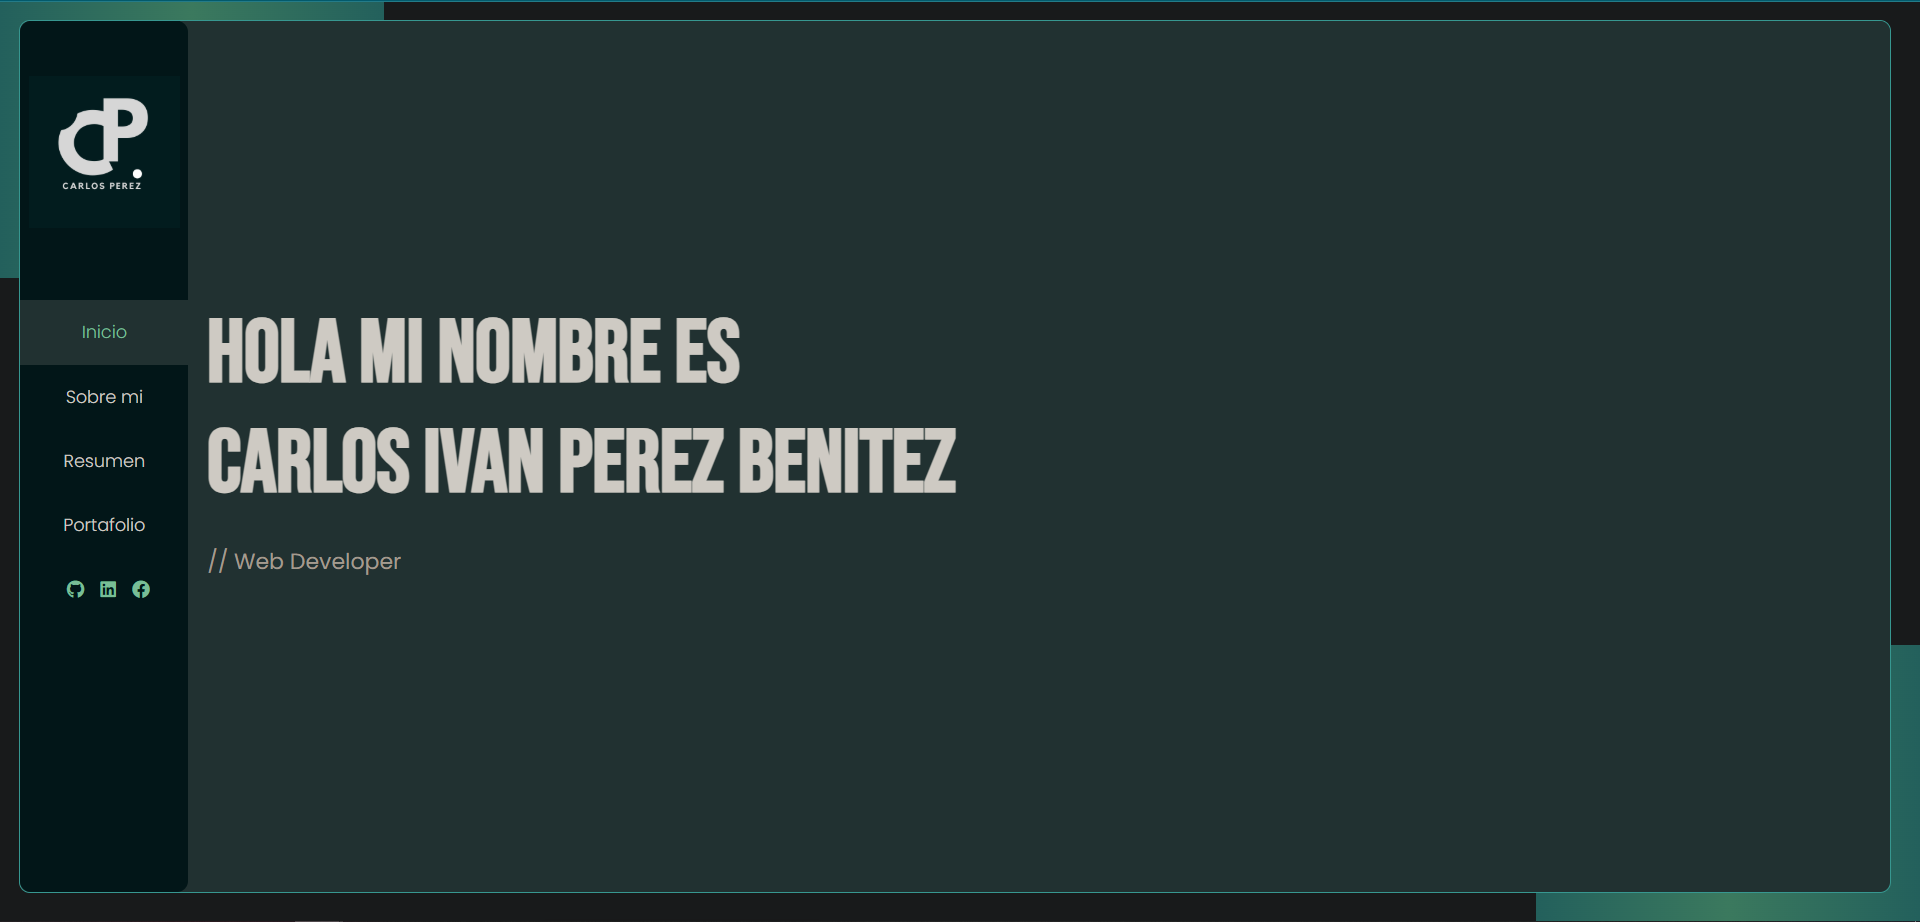 CP.
CARLOS PEREZ
Inicio
Sobre mi
Resumen
Portafolio
HOLA MI NOMBRE ES
CARLOS IVAN PEREZ BENITEZ
// Web Developer